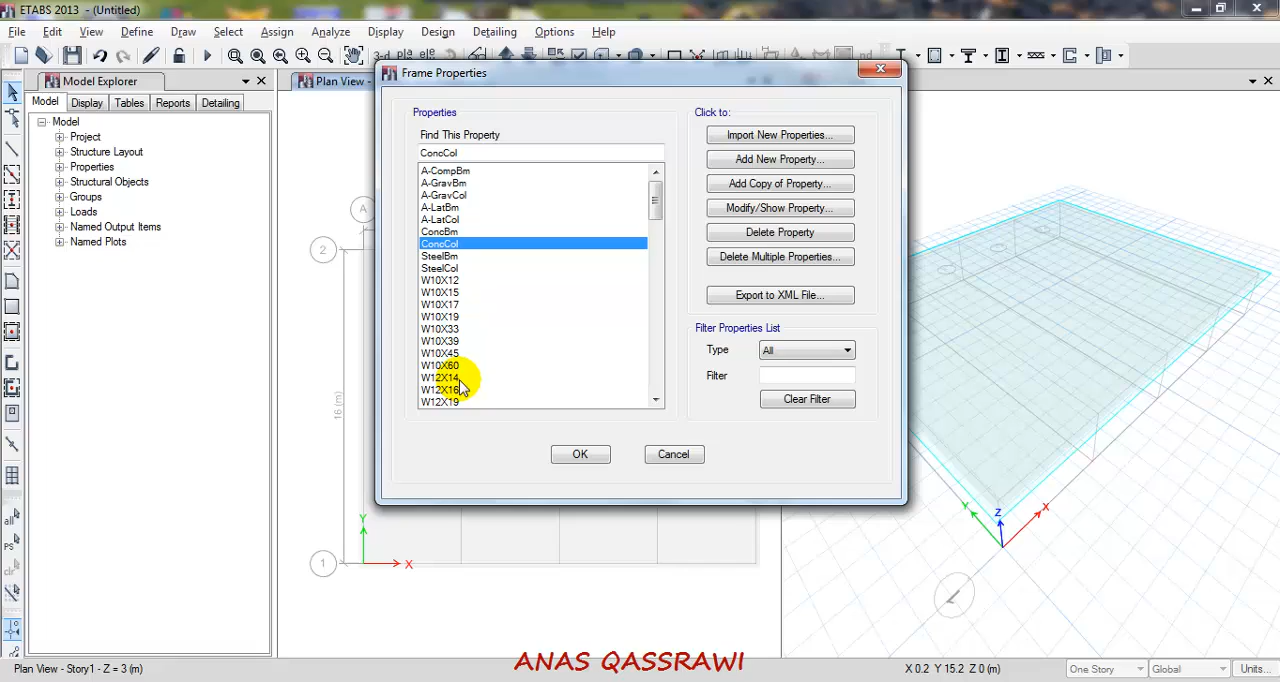 ETABS 2013 - (Untitled)
File Edit View Define Draw Select Assign Analyze Display Design Detailing Options Help
Model Explorer
Plan View -
Model Display Tables Reports Detailing
Model
Project
Structure Layout
Properties
Structural Objects
Groups
Loads
Named Output Items
Named Plots
Frame Properties
Properties
Find This Property
ConcCol
A-CompBm
A-GravBm
A-GravCol
A-LatBm
A-LatCol
ConcBm
ConcCol
SteelBm
SteelCol
W10X12
W10X15
W10X17
W10X19
W10X33
W10X39
W10X45
W10X60
W12X14
W12X16
W12X19
Click to:
Import New Properties...
Add New Property...
Add Copy of Property...
Modify/Show Property...
Delete Property
Delete Multiple Properties...
Export to XML File...
Filter Properties List
Type All
Filter
Clear Filter
OK Cancel
A
2
16 (m)
1
Y
X
Y
Z
X
all
PS
clr
ANAS QASSRAWI
Plan View - Story1 - Z = 3 (m)
X 0.2 Y 15.2 Z 0 (m)
One Story Global Units...